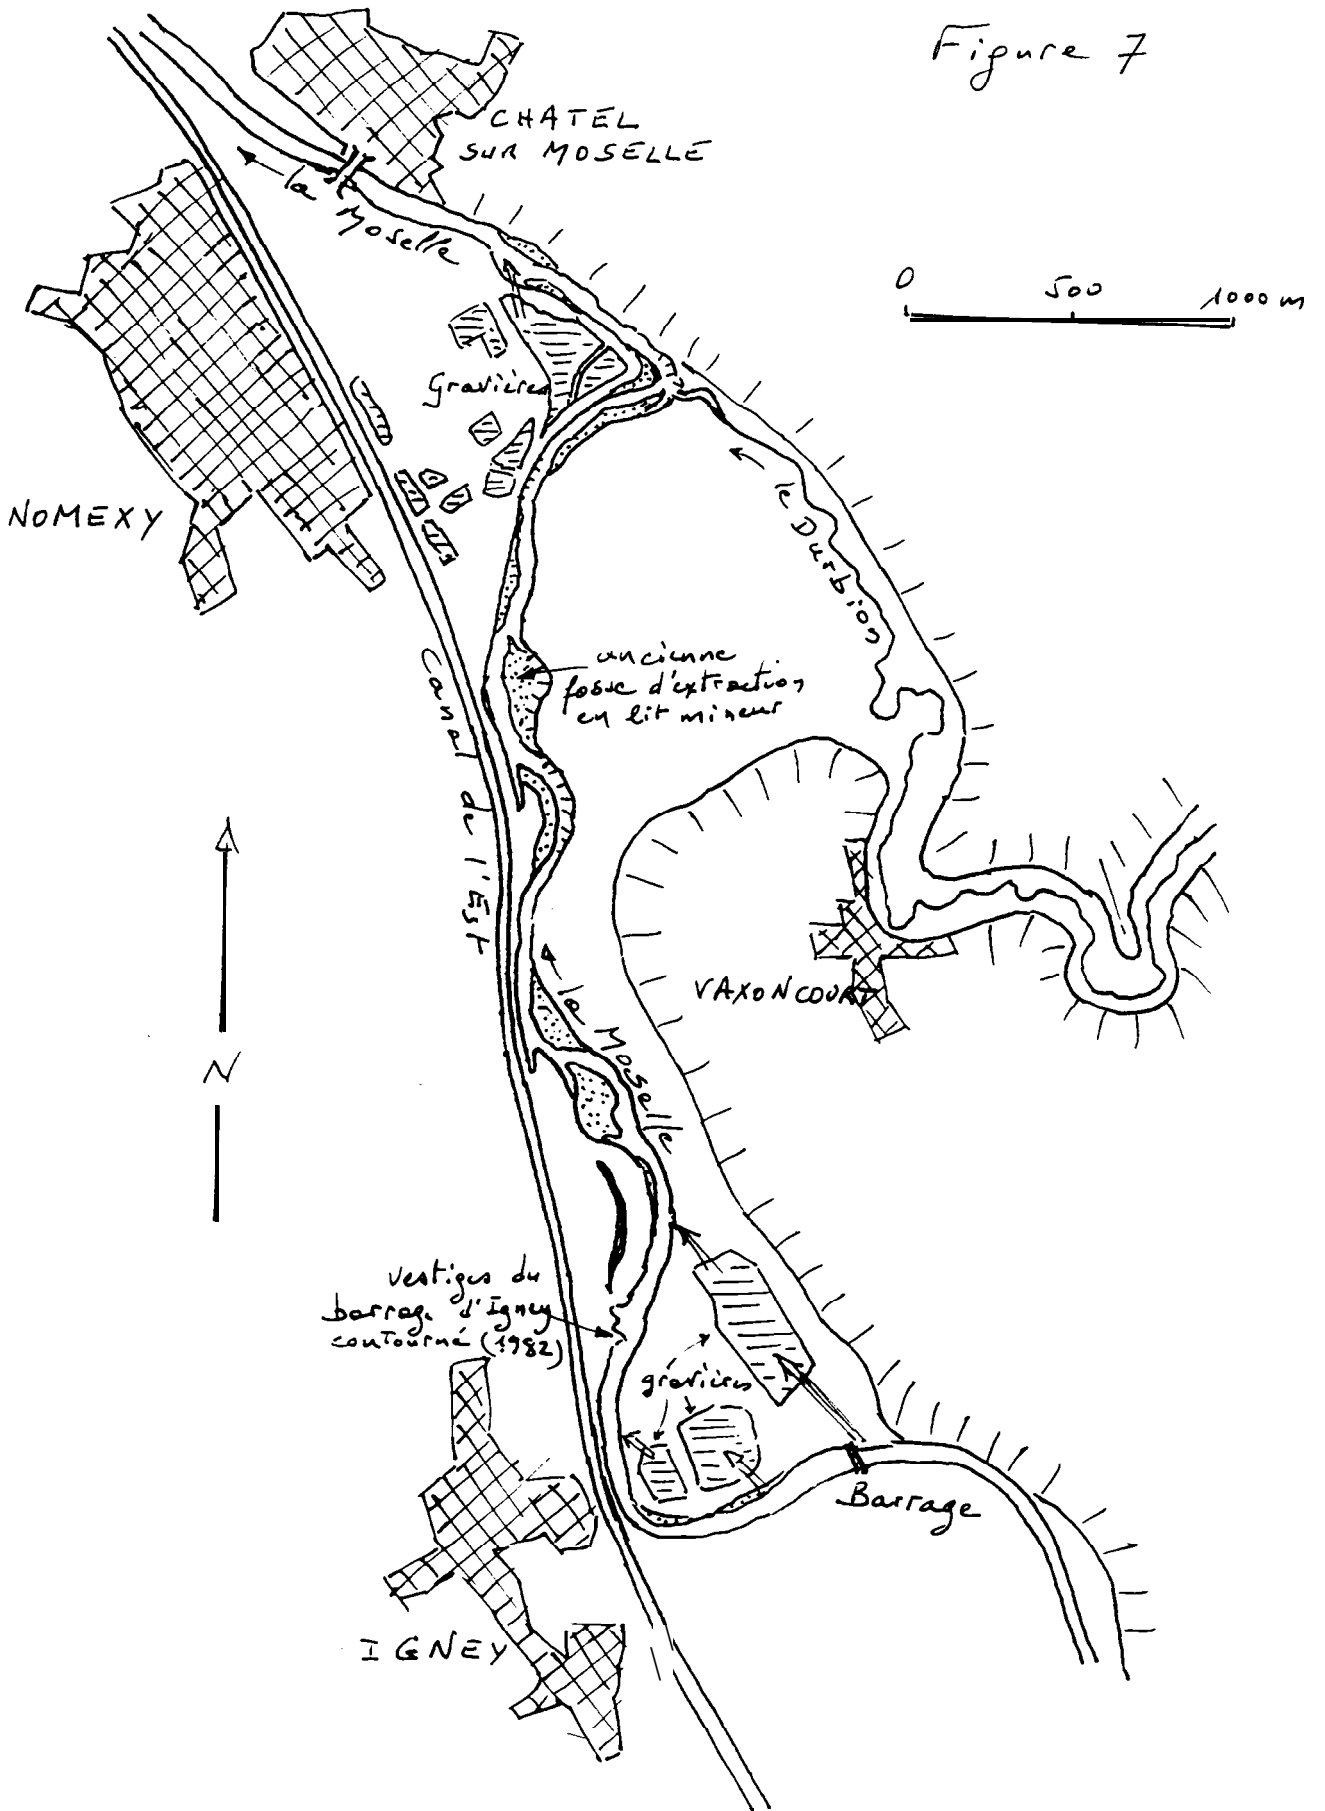 Figure 7
CHATEL
SUR MOSELLE
la Moselle
0 500 1000 m
Gravières
le Durbion
NOMEXY
ancienne
fosse d'extraction
en lit mineur
Canal de l'Est
la Moselle
VAXONCOURT
N
vestiges du
barrage d'Igney
contourné (1982)
gravières
Barrage
IGNEY